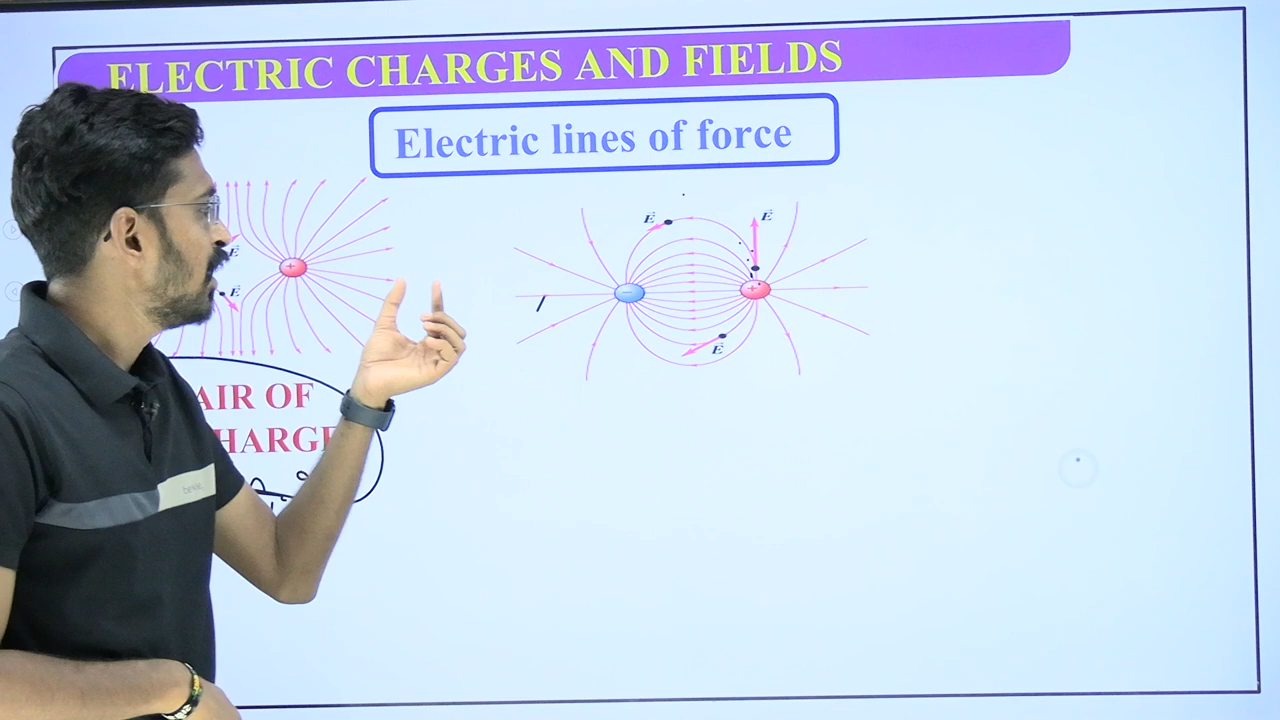 ELECTRIC CHARGES AND FIELDS
Electric lines of force
E
E
E
E
E
+
−
+
AIR OF
HARGE